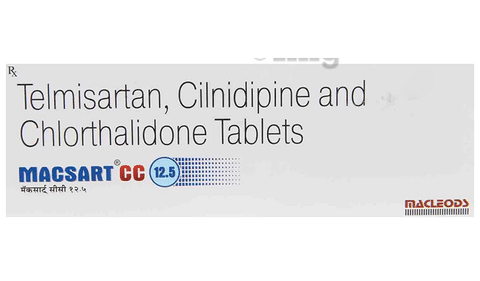 Rx
Telmisartan, Cilnidipine and
Chlorthalidone Tablets
MACSART® CC 12.5
मॅकसार्ट सीसी १२.५
MACLEODS